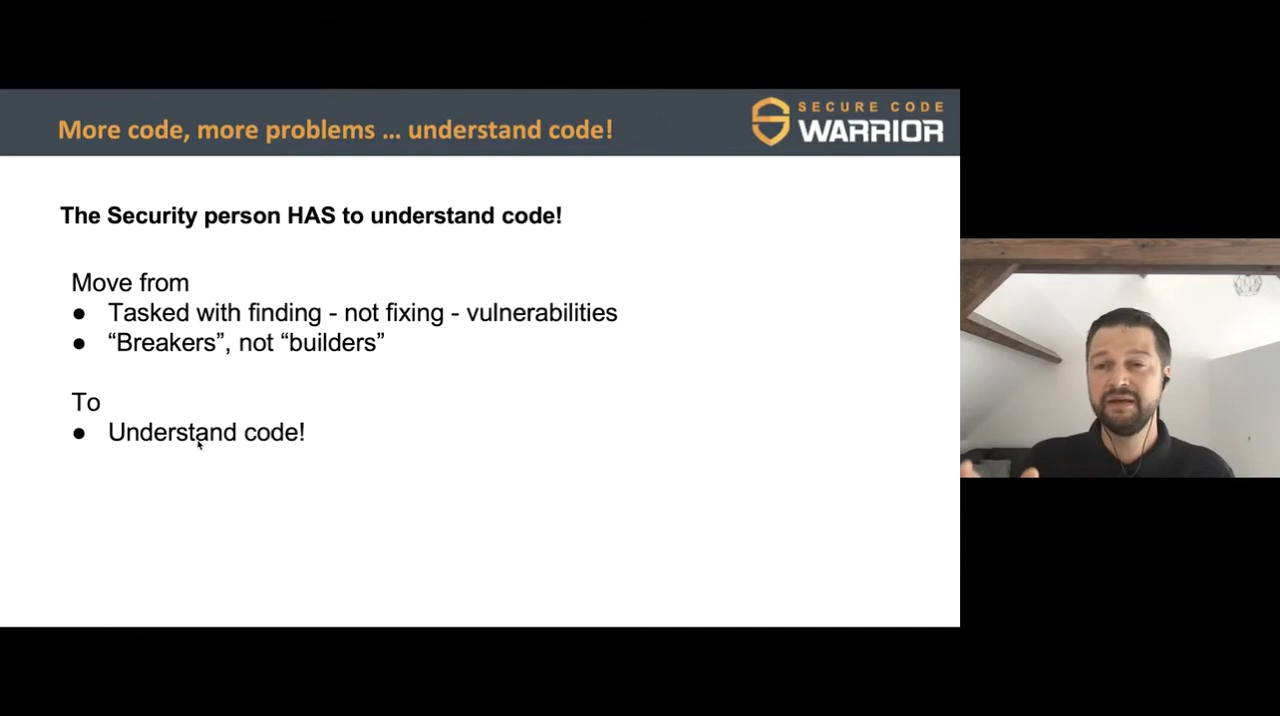 More code, more problems ... understand code!
SECURE CODE
WARRIOR
The Security person HAS to understand code!
Move from
● Tasked with finding - not fixing - vulnerabilities
● “Breakers”, not “builders”
To
● Understand code!